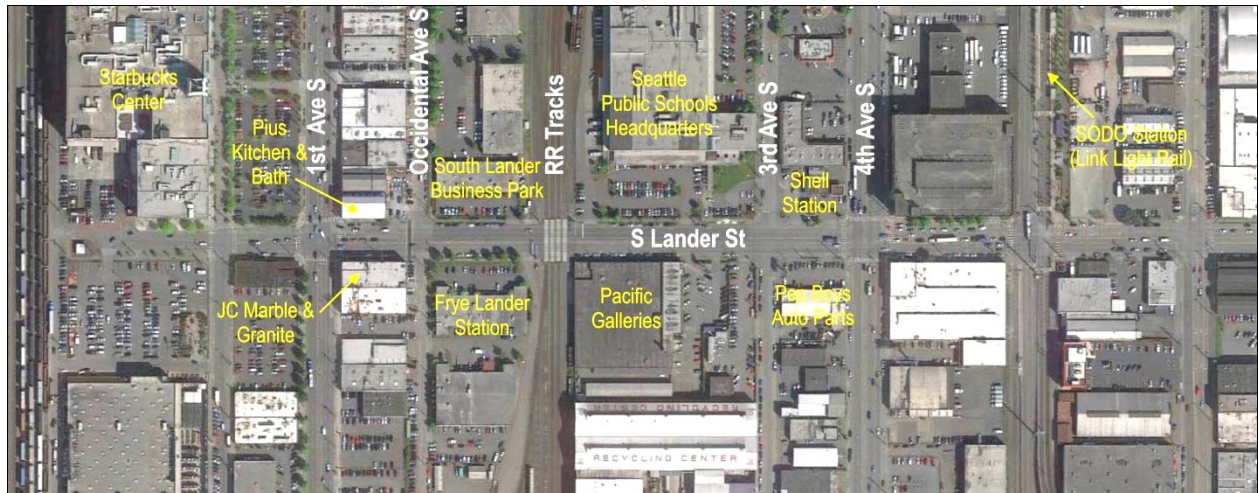 Starbucks
Center
Pius
Kitchen &
Bath
1st Ave S
Occidental Ave S
South Lander
Business Park
RR Tracks
Seattle
Public Schools
Headquarters
3rd Ave S
Shell
Station
4th Ave S
SODO Station
(Link Light Rail)
S Lander St
JC Marble &
Granite
Frye Lander
Station
Pacific
Galleries
Pep Boys
Auto Parts
RECYCLING CENTER
RECYCLING CENTER